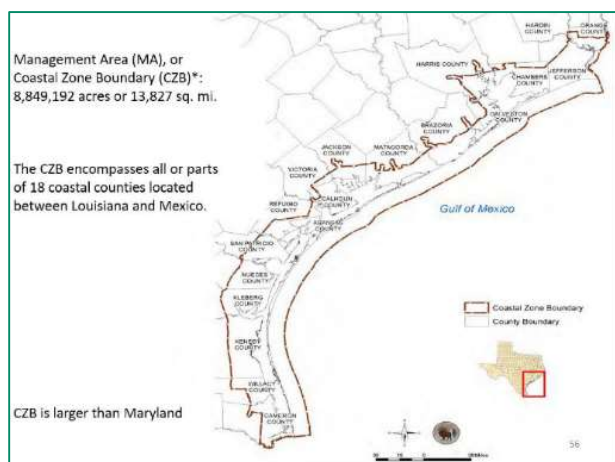 Management Area (MA), or
Coastal Zone Boundary (CZB)*:
8,849,192 acres or 13,827 sq. mi.
The CZB encompasses all or parts
of 18 coastal counties located
between Louisiana and Mexico.
CZB is larger than Maryland
HARDIN
COUNTY
ORANGE
COUNTY
HARRIS COUNTY
JEFFERSON
COUNTY
CHAMBERS
COUNTY
GALVESTON
COUNTY
BRAZORIA
COUNTY
JACKSON
COUNTY
MATAGORDA
COUNTY
VICTORIA
COUNTY
CALHOUN
COUNTY
REFUGIO
COUNTY
ARANSAS
COUNTY
SAN PATRICIO
COUNTY
NUECES
COUNTY
KLEBERG
COUNTY
KENEDY
COUNTY
WILLACY
COUNTY
CAMERON
COUNTY
Gulf of Mexico
Coastal Zone Boundary
County Boundary
56